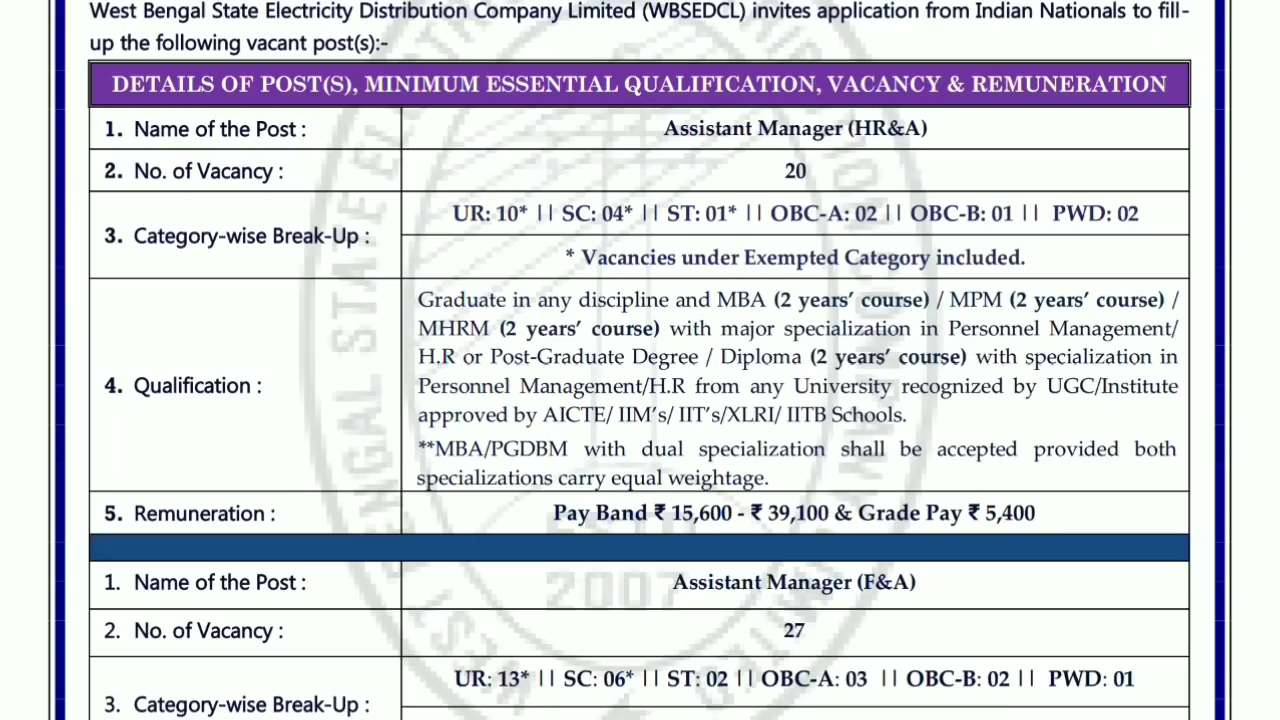 West Bengal State Electricity Distribution Company Limited (WBSEDCL) invites application from Indian Nationals to fill-
up the following vacant post(s):-
DETAILS OF POST(S), MINIMUM ESSENTIAL QUALIFICATION, VACANCY & REMUNERATION
1. Name of the Post : Assistant Manager (HR&A)
2. No. of Vacancy : 20
3. Category-wise Break-Up :
UR: 10* || SC: 04* || ST: 01* || OBC-A: 02 || OBC-B: 01 || PWD: 02
* Vacancies under Exempted Category included.
4. Qualification :
Graduate in any discipline and MBA (2 years’ course) / MPM (2 years’ course) /
MHRM (2 years’ course) with major specialization in Personnel Management/
H.R or Post-Graduate Degree / Diploma (2 years’ course) with specialization in
Personnel Management/H.R from any University recognized by UGC/Institute
approved by AICTE/ IIM’s/ IIT’s/XLRI/ IITB Schools.
**MBA/PGDBM with dual specialization shall be accepted provided both
specializations carry equal weightage.
5. Remuneration : Pay Band ₹ 15,600 - ₹ 39,100 & Grade Pay ₹ 5,400
1. Name of the Post : Assistant Manager (F&A)
2. No. of Vacancy : 27
3. Category-wise Break-Up :
UR: 13* || SC: 06* || ST: 02 || OBC-A: 03 || OBC-B: 02 || PWD: 01
2007